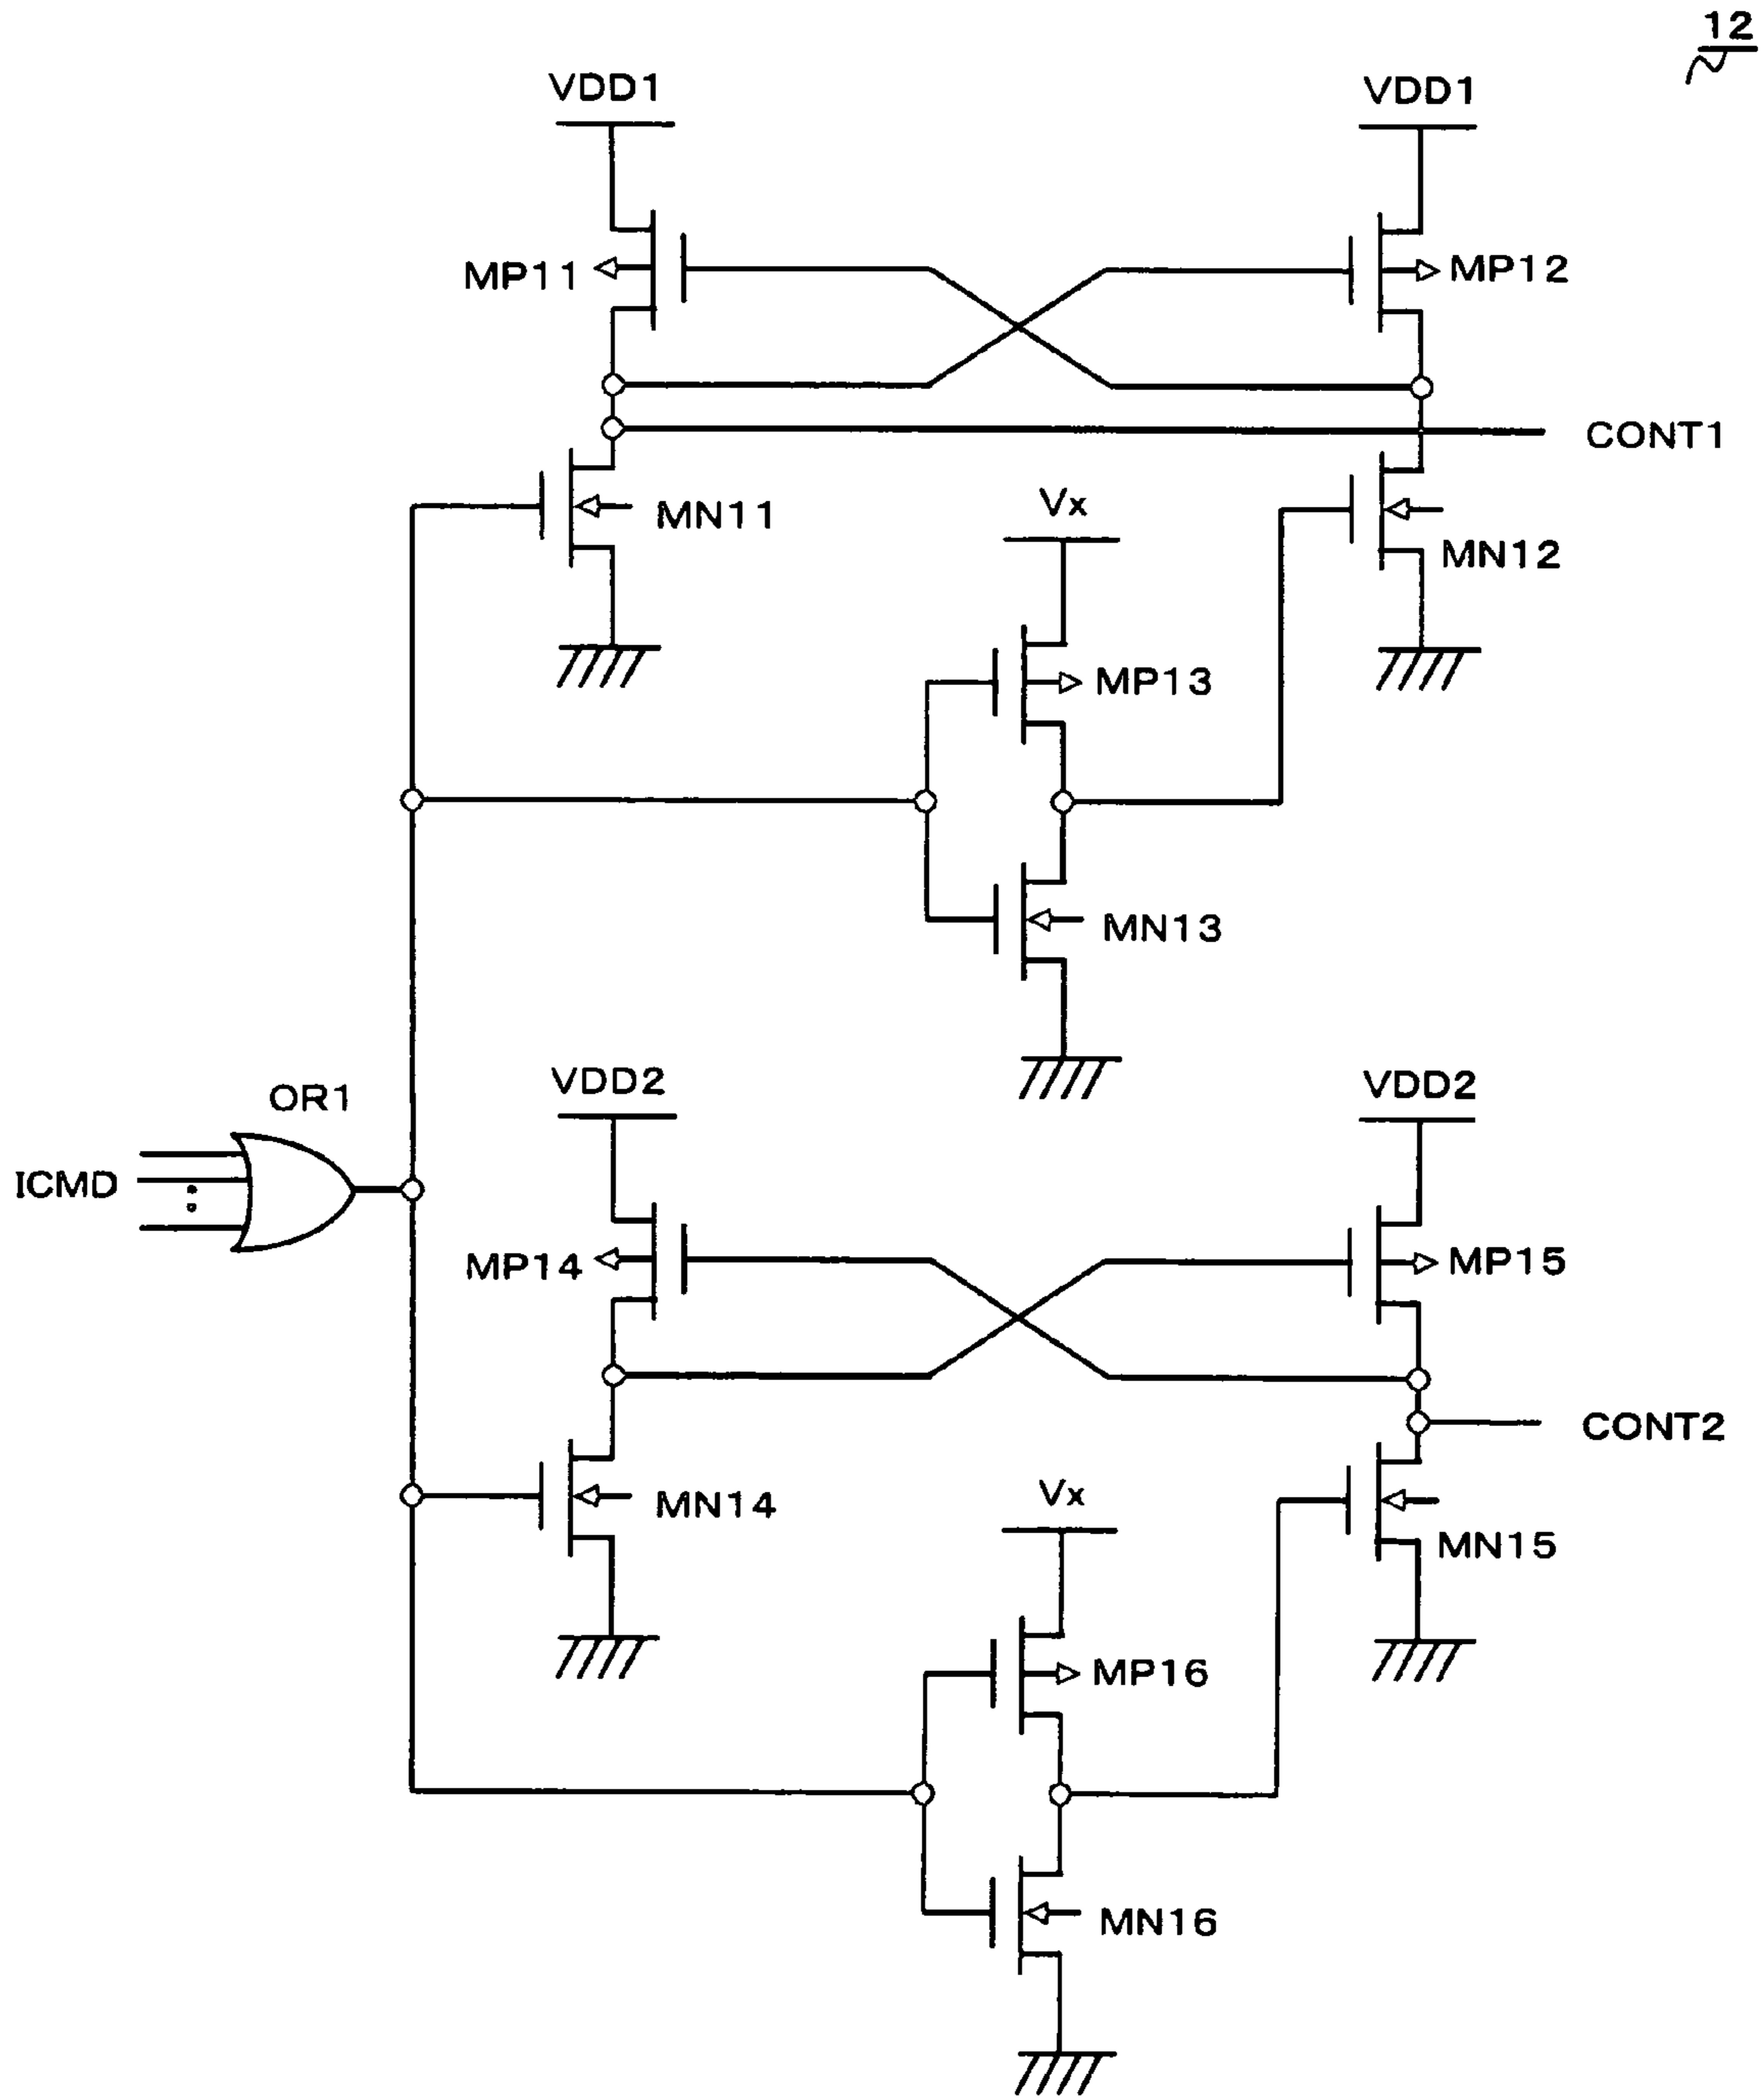 12
VDD1
VDD1
MP11
MP12
CONT1
MN11
Vx
MN12
MP13
MN13
OR1
VDD2
VDD2
ICMD
MP14
MP15
CONT2
MN14
Vx
MN15
MP16
MN16